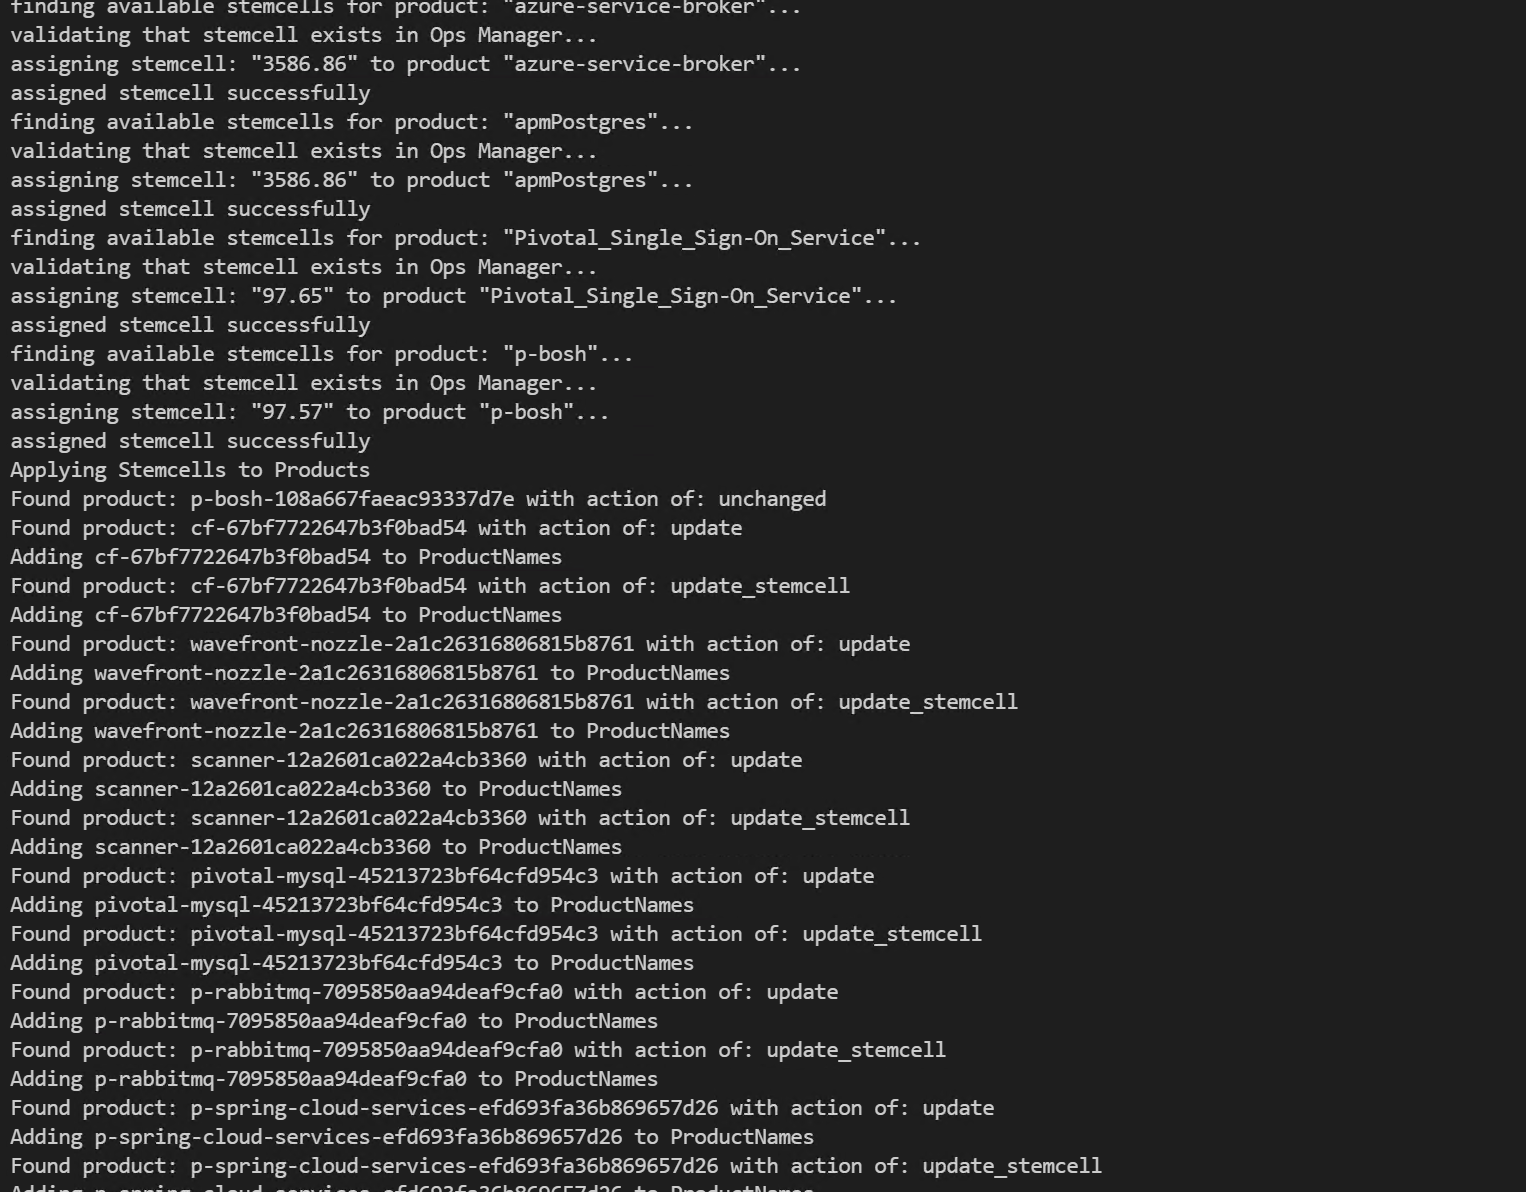 finding available stemcells for product: "azure-service-broker"...
validating that stemcell exists in Ops Manager...
assigning stemcell: "3586.86" to product "azure-service-broker"...
assigned stemcell successfully
finding available stemcells for product: "apmPostgres"...
validating that stemcell exists in Ops Manager...
assigning stemcell: "3586.86" to product "apmPostgres"...
assigned stemcell successfully
finding available stemcells for product: "Pivotal_Single_Sign-On_Service"...
validating that stemcell exists in Ops Manager...
assigning stemcell: "97.65" to product "Pivotal_Single_Sign-On_Service"...
assigned stemcell successfully
finding available stemcells for product: "p-bosh"...
validating that stemcell exists in Ops Manager...
assigning stemcell: "97.57" to product "p-bosh"...
assigned stemcell successfully
Applying Stemcells to Products
Found product: p-bosh-108a667faeac93337d7e with action of: unchanged
Found product: cf-67bf7722647b3f0bad54 with action of: update
Adding cf-67bf7722647b3f0bad54 to ProductNames
Found product: cf-67bf7722647b3f0bad54 with action of: update_stemcell
Adding cf-67bf7722647b3f0bad54 to ProductNames
Found product: wavefront-nozzle-2a1c26316806815b8761 with action of: update
Adding wavefront-nozzle-2a1c26316806815b8761 to ProductNames
Found product: wavefront-nozzle-2a1c26316806815b8761 with action of: update_stemcell
Adding wavefront-nozzle-2a1c26316806815b8761 to ProductNames
Found product: scanner-12a2601ca022a4cb3360 with action of: update
Adding scanner-12a2601ca022a4cb3360 to ProductNames
Found product: scanner-12a2601ca022a4cb3360 with action of: update_stemcell
Adding scanner-12a2601ca022a4cb3360 to ProductNames
Found product: pivotal-mysql-45213723bf64cfd954c3 with action of: update
Adding pivotal-mysql-45213723bf64cfd954c3 to ProductNames
Found product: pivotal-mysql-45213723bf64cfd954c3 with action of: update_stemcell
Adding pivotal-mysql-45213723bf64cfd954c3 to ProductNames
Found product: p-rabbitmq-7095850aa94deaf9cfa0 with action of: update
Adding p-rabbitmq-7095850aa94deaf9cfa0 to ProductNames
Found product: p-rabbitmq-7095850aa94deaf9cfa0 with action of: update_stemcell
Adding p-rabbitmq-7095850aa94deaf9cfa0 to ProductNames
Found product: p-spring-cloud-services-efd693fa36b869657d26 with action of: update
Adding p-spring-cloud-services-efd693fa36b869657d26 to ProductNames
Found product: p-spring-cloud-services-efd693fa36b869657d26 with action of: update_stemcell
Adding p-spring-cloud-services-efd693fa36b869657d26 to ProductNames